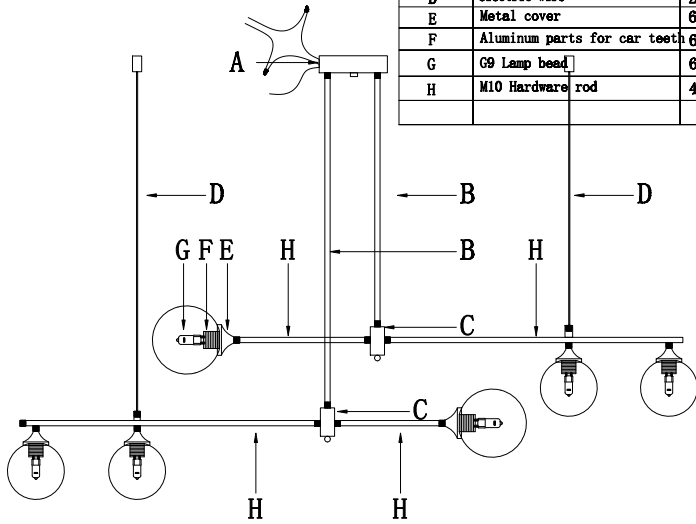 E Metal cover 6
F Aluminum parts for car teeth 6
G G9 Lamp bead 6
H M10 Hardware rod 4
A
D B D
G F E H B H
C
C
H H